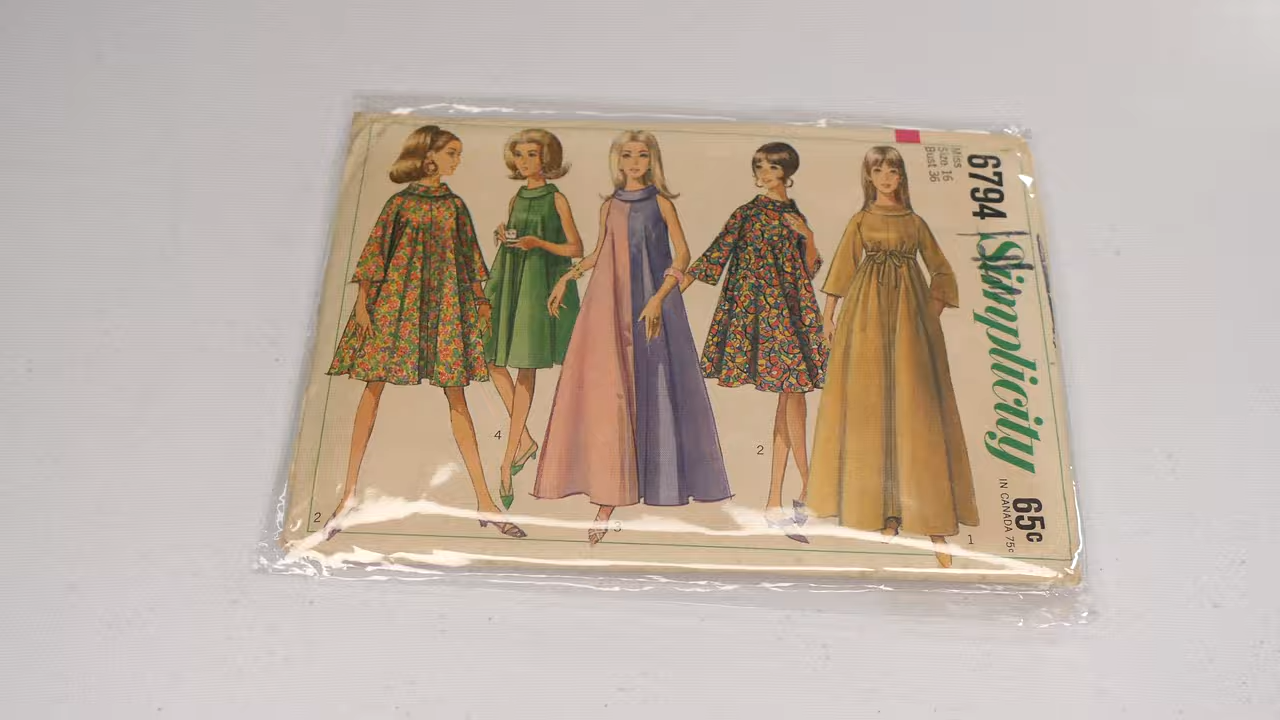 6794
Miss
Size 16
Bust 36
Simplicity
65c
IN CANADA 75c
4
2
2
3
1